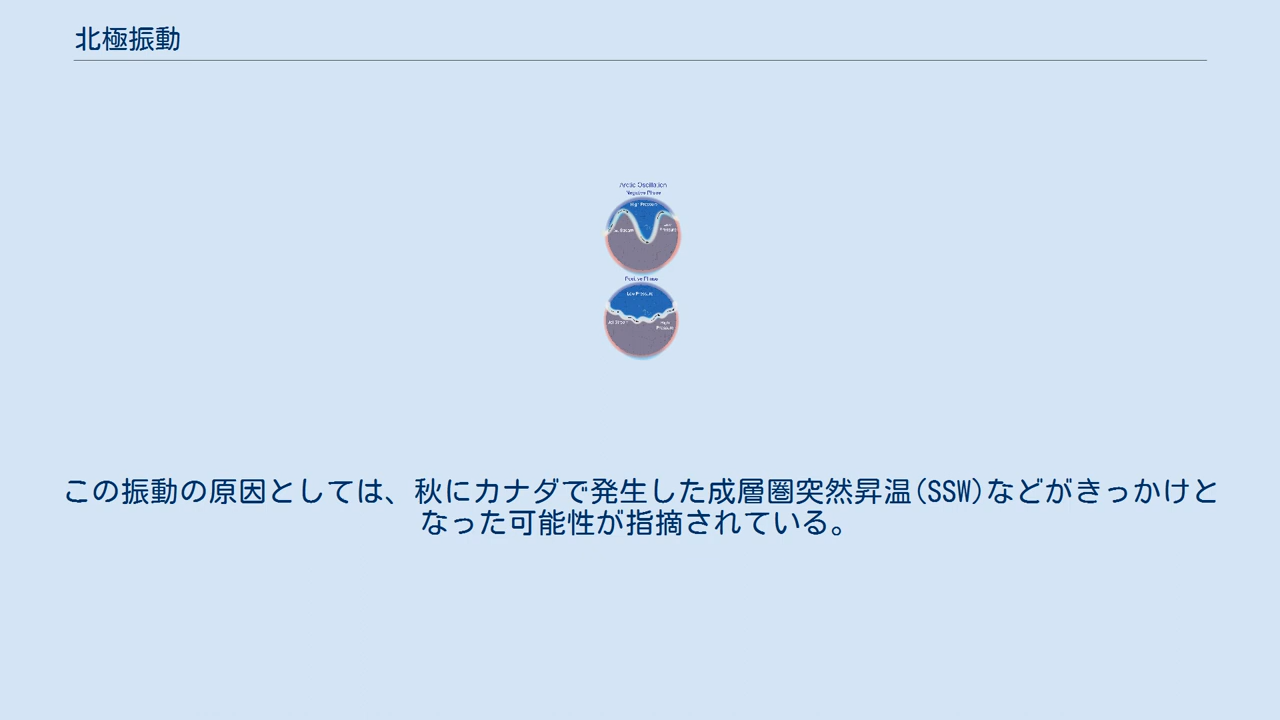 北極振動
Arctic Oscillation
Negative Phase
High Pressure
Pressure
Positive Phase
Low Pressure
High
Pressure
この振動の原因としては、秋にカナダで発生した成層圏突然昇温(SSW)などがきっかけと
なった可能性が指摘されている。